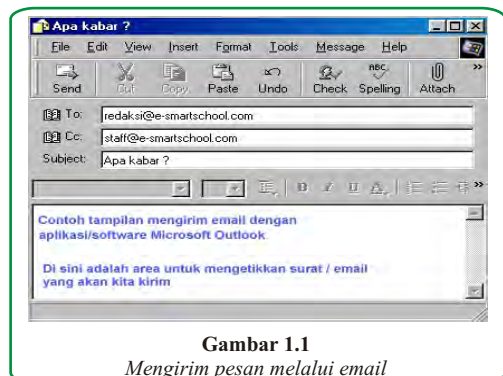 Apa kabar ?
File Edit View Insert Format Tools Message Help
Send Cut Copy Paste Undo Check ABC Spelling Attach »
To: redaksi@e-smartschool.com
Cc: staff@e-smartschool.com
Subject: Apa kabar ?
B I U A »
Contoh tampilan mengirim email dengan
aplikasi/software Microsoft Outlook
Di sini adalah area untuk mengetikkan surat / email
yang akan kita kirim
Gambar 1.1
Mengirim pesan melalui email